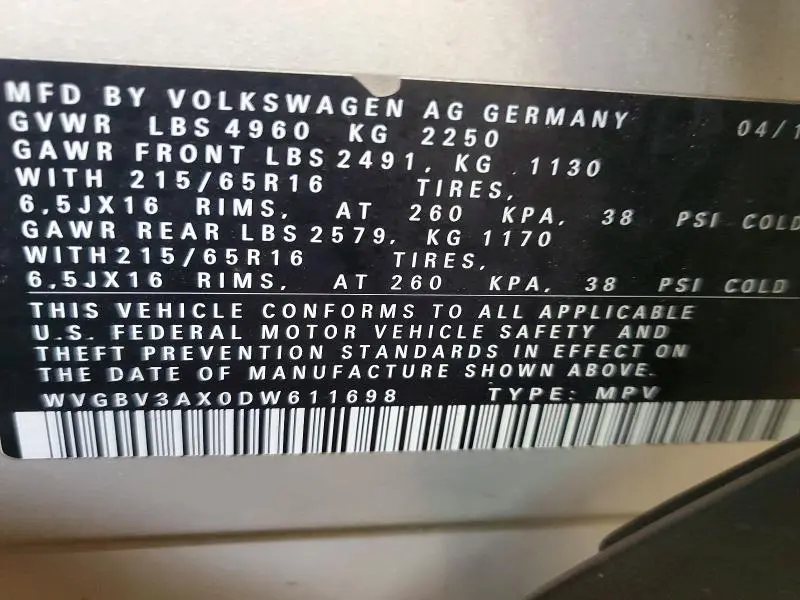 MFD BY VOLKSWAGEN AG GERMANY 04/1
GVWR LBS 4960 KG 2250
GAWR FRONT LBS 2491, KG 1130
WITH 215/65R16 TIRES,
6,5JX16 RIMS, AT 260 KPA, 38 PSI COLD
GAWR REAR LBS 2579, KG 1170
WITH215/65R16 TIRES,
6,5JX16 RIMS, AT 260 KPA, 38 PSI COLD
THIS VEHICLE CONFORMS TO ALL APPLICABLE
U.S. FEDERAL MOTOR VEHICLE SAFETY AND
THEFT PREVENTION STANDARDS IN EFFECT ON
THE DATE OF MANUFACTURE SHOWN ABOVE.
WVGBV3AX0DW611698 TYPE: MPV